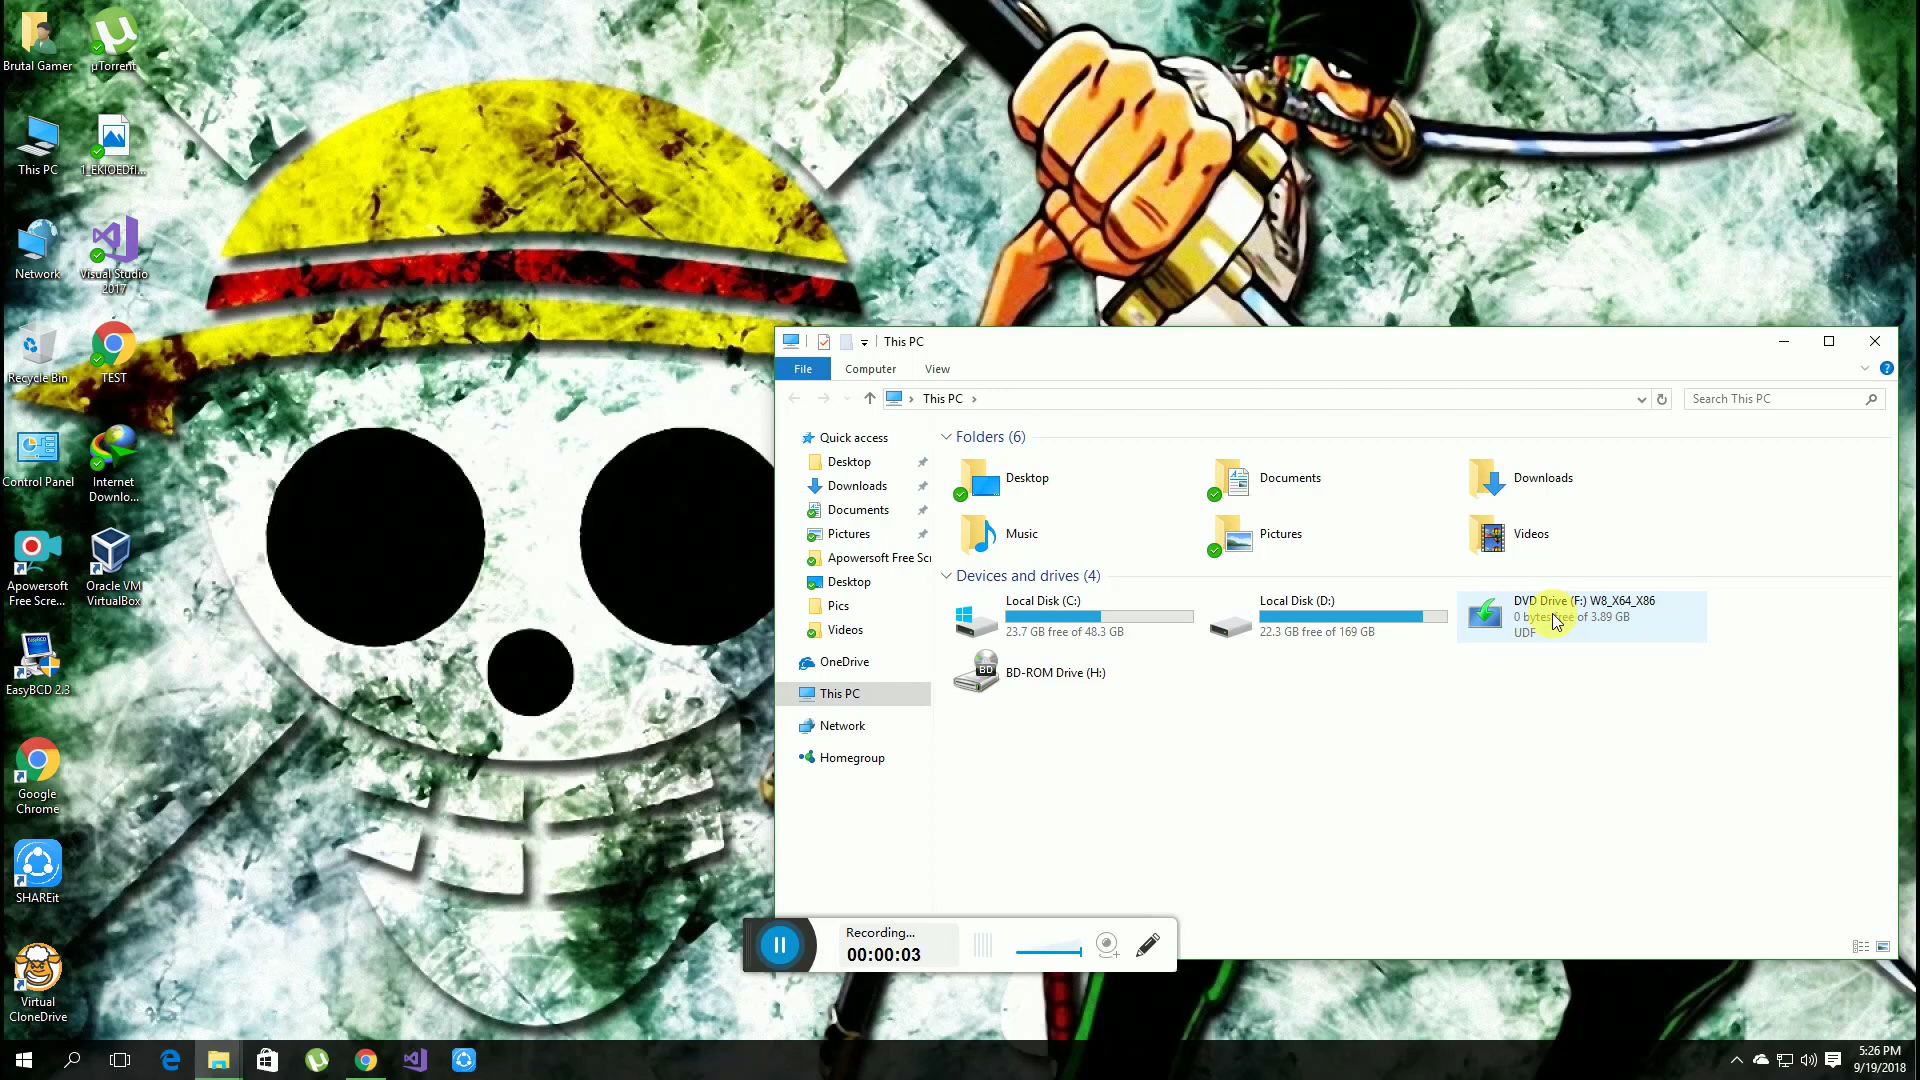 Brutal Gamer
µTorrent
This PC
1_EKIOEDfl...
Network
Visual Studio
2017
Recycle Bin
TEST
Control Panel
Internet
Downlo...
Apowersoft
Free Scre...
Oracle VM
VirtualBox
EasyBCD 2.3
Google
Chrome
SHAREit
Virtual
CloneDrive
This PC
File
Computer
View
This PC
Search This PC
Quick access
Desktop
Downloads
Documents
Pictures
Apowersoft Free Scr
Desktop
Pics
Videos
OneDrive
This PC
Network
Homegroup
Folders (6)
Desktop
Documents
Downloads
Music
Pictures
Videos
Devices and drives (4)
Local Disk (C:)
23.7 GB free of 48.3 GB
Local Disk (D:)
22.3 GB free of 169 GB
DVD Drive (F:) W8_X64_X86
0 bytes free of 3.89 GB
UDF
BD
BD-ROM Drive (H:)
Recording...
00:00:03
5:26 PM
9/19/2018